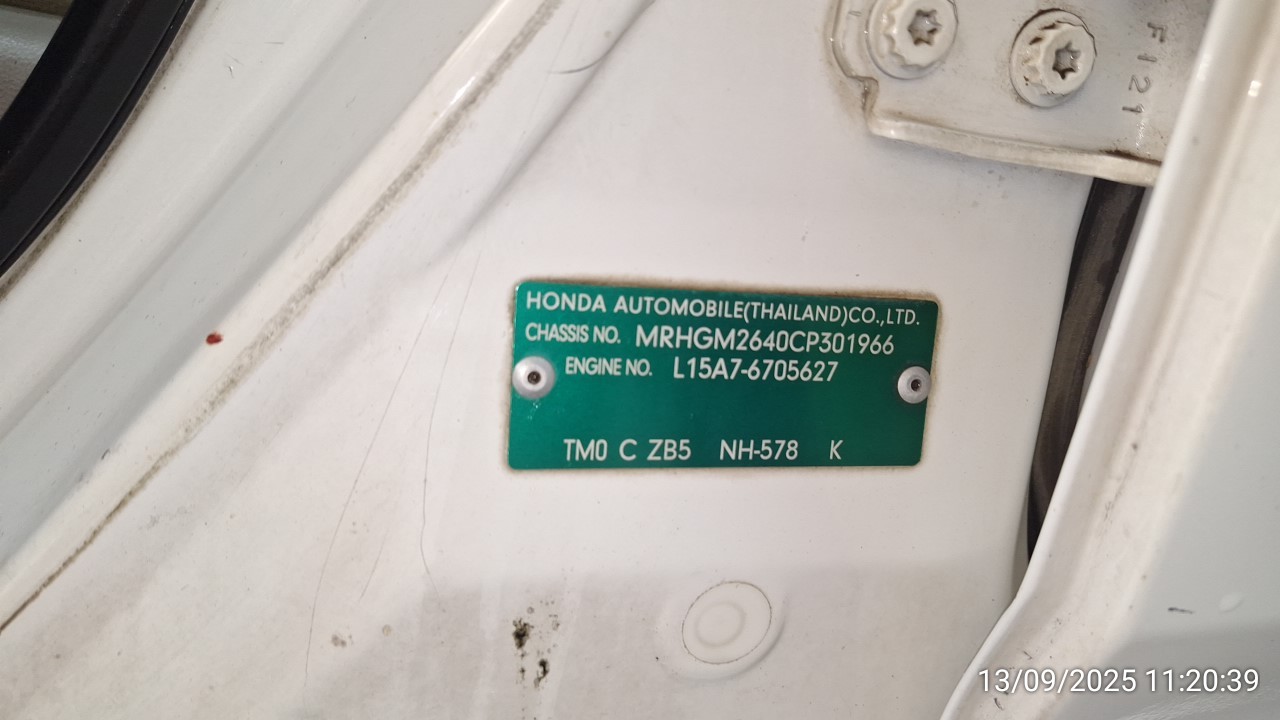 F121
HONDA AUTOMOBILE(THAILAND)CO.,LTD.
CHASSIS NO. MRHGM2640CP301966
ENGINE NO. L15A7-6705627
TM0 C ZB5 NH-578 K
13/09/2025 11:20:39